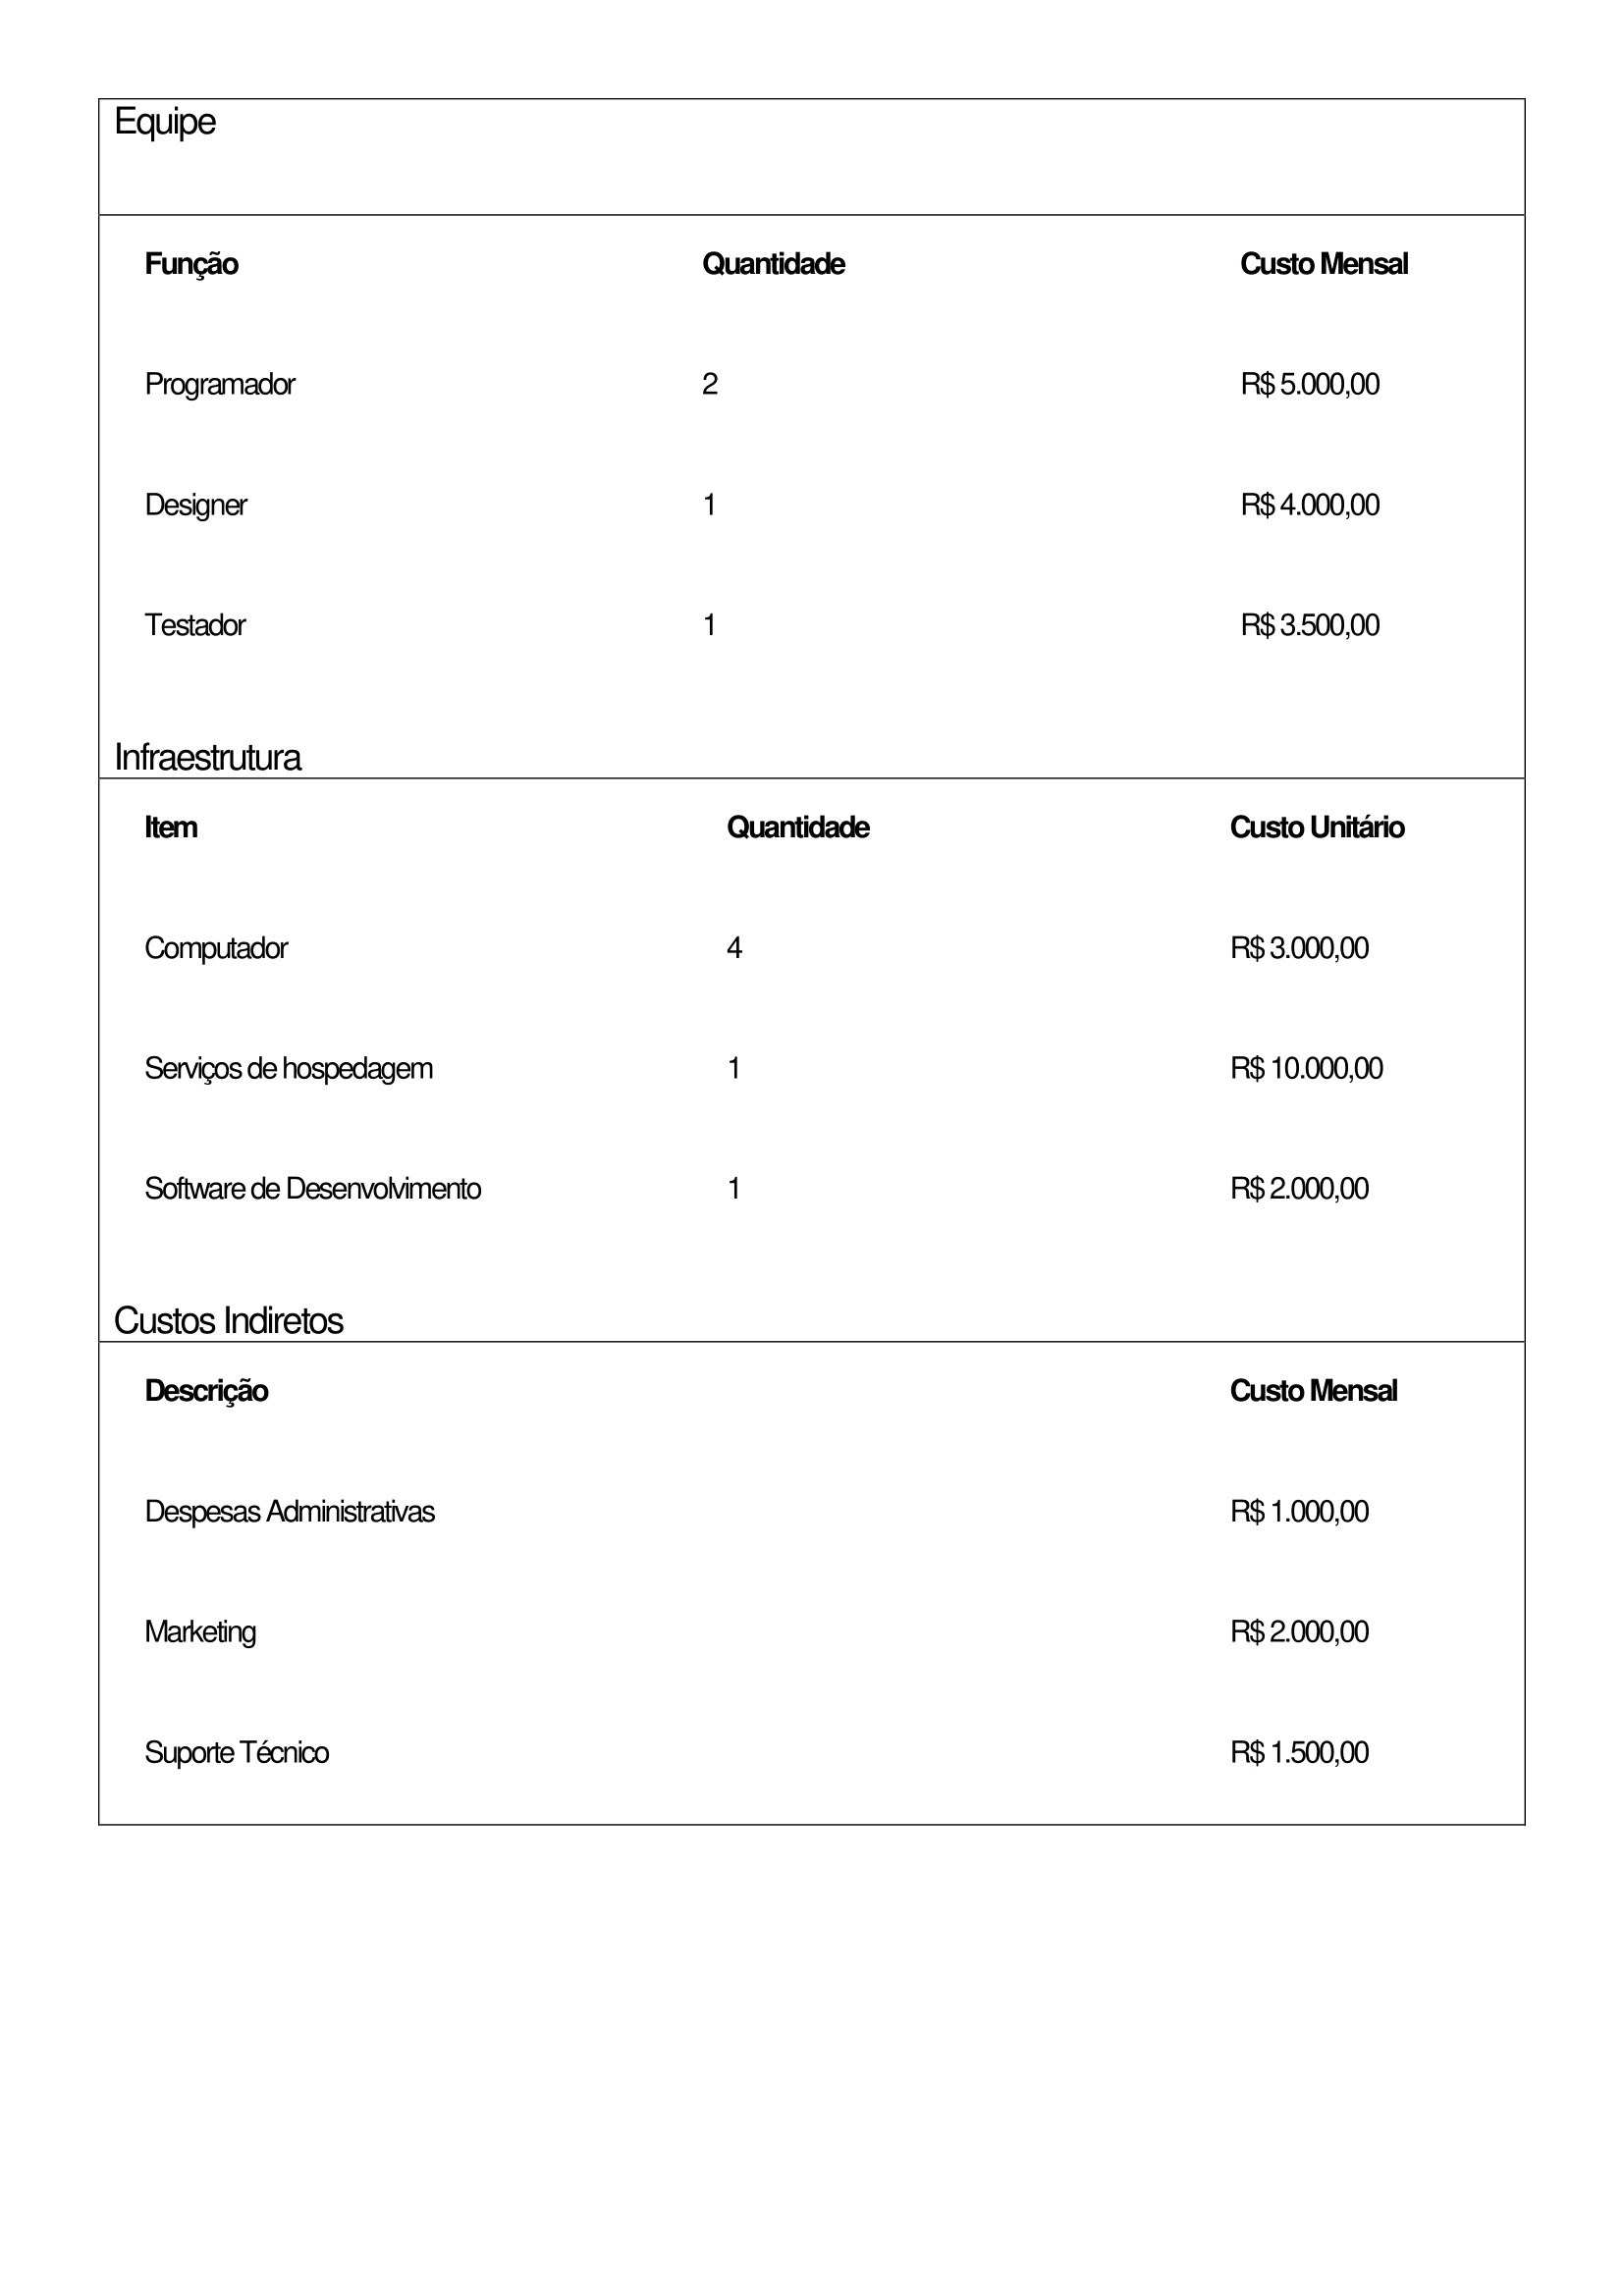 Equipe
Função Quantidade Custo Mensal
Programador 2 R$ 5.000,00
Designer 1 R$ 4.000,00
Testador 1 R$ 3.500,00
Infraestrutura
Item Quantidade Custo Unitário
Computador 4 R$ 3.000,00
Serviços de hospedagem 1 R$ 10.000,00
Software de Desenvolvimento 1 R$ 2.000,00
Custos Indiretos
Descrição Custo Mensal
Despesas Administrativas R$ 1.000,00
Marketing R$ 2.000,00
Suporte Técnico R$ 1.500,00